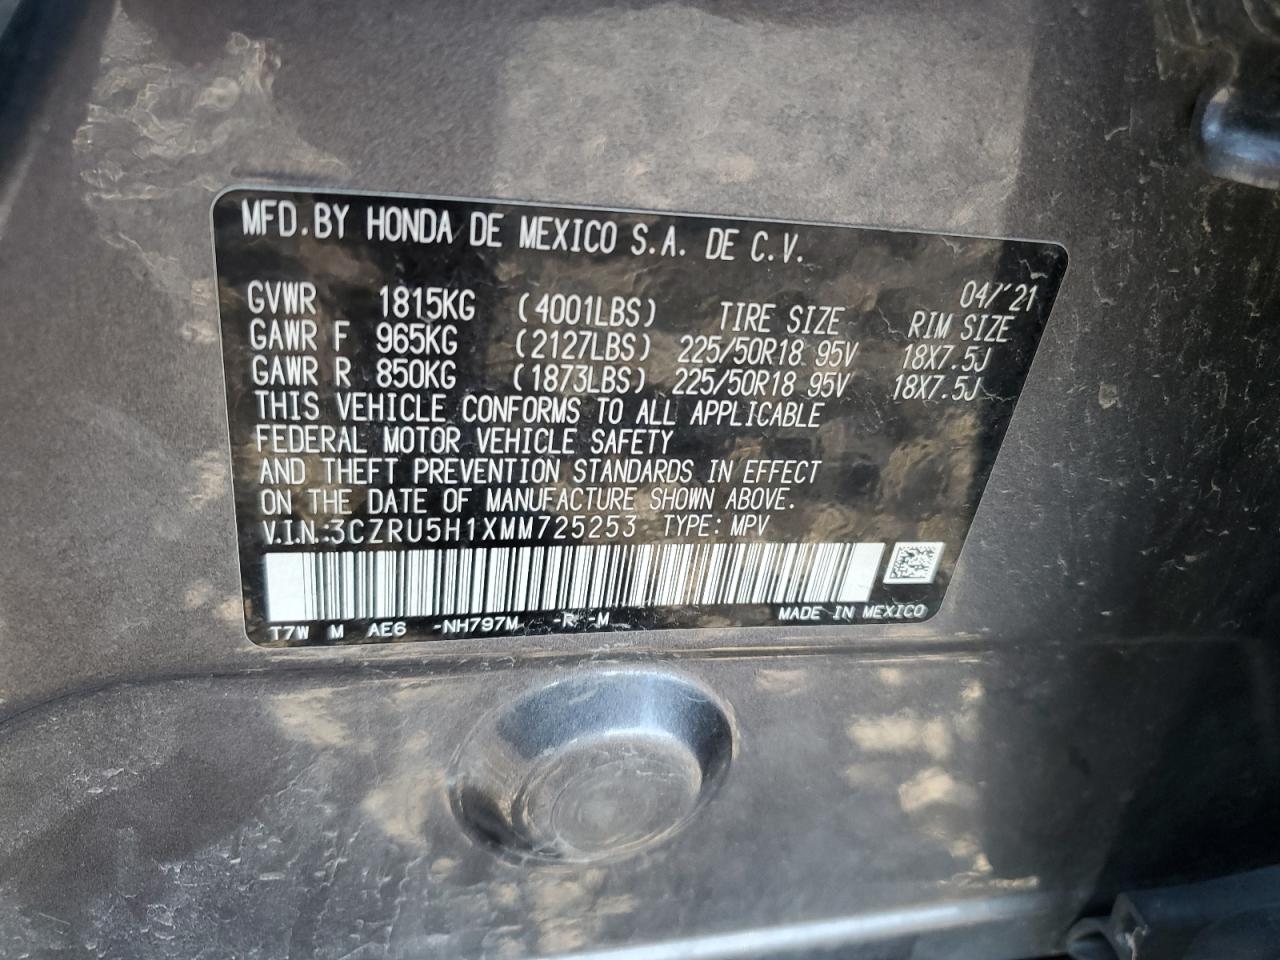 MFD.BY HONDA DE MEXICO S.A. DE C.V.
04/'21
GVWR 1815KG (4001LBS) TIRE SIZE RIM SIZE
GAWR F 965KG (2127LBS) 225/50R18 95V 18X7.5J
GAWR R 850KG (1873LBS) 225/50R18 95V 18X7.5J
THIS VEHICLE CONFORMS TO ALL APPLICABLE
FEDERAL MOTOR VEHICLE SAFETY
AND THEFT PREVENTION STANDARDS IN EFFECT
ON THE DATE OF MANUFACTURE SHOWN ABOVE.
V.I.N.:3CZRU5H1XMM725253 TYPE: MPV
T7W M AE6 -NH797M -R -M MADE IN MEXICO